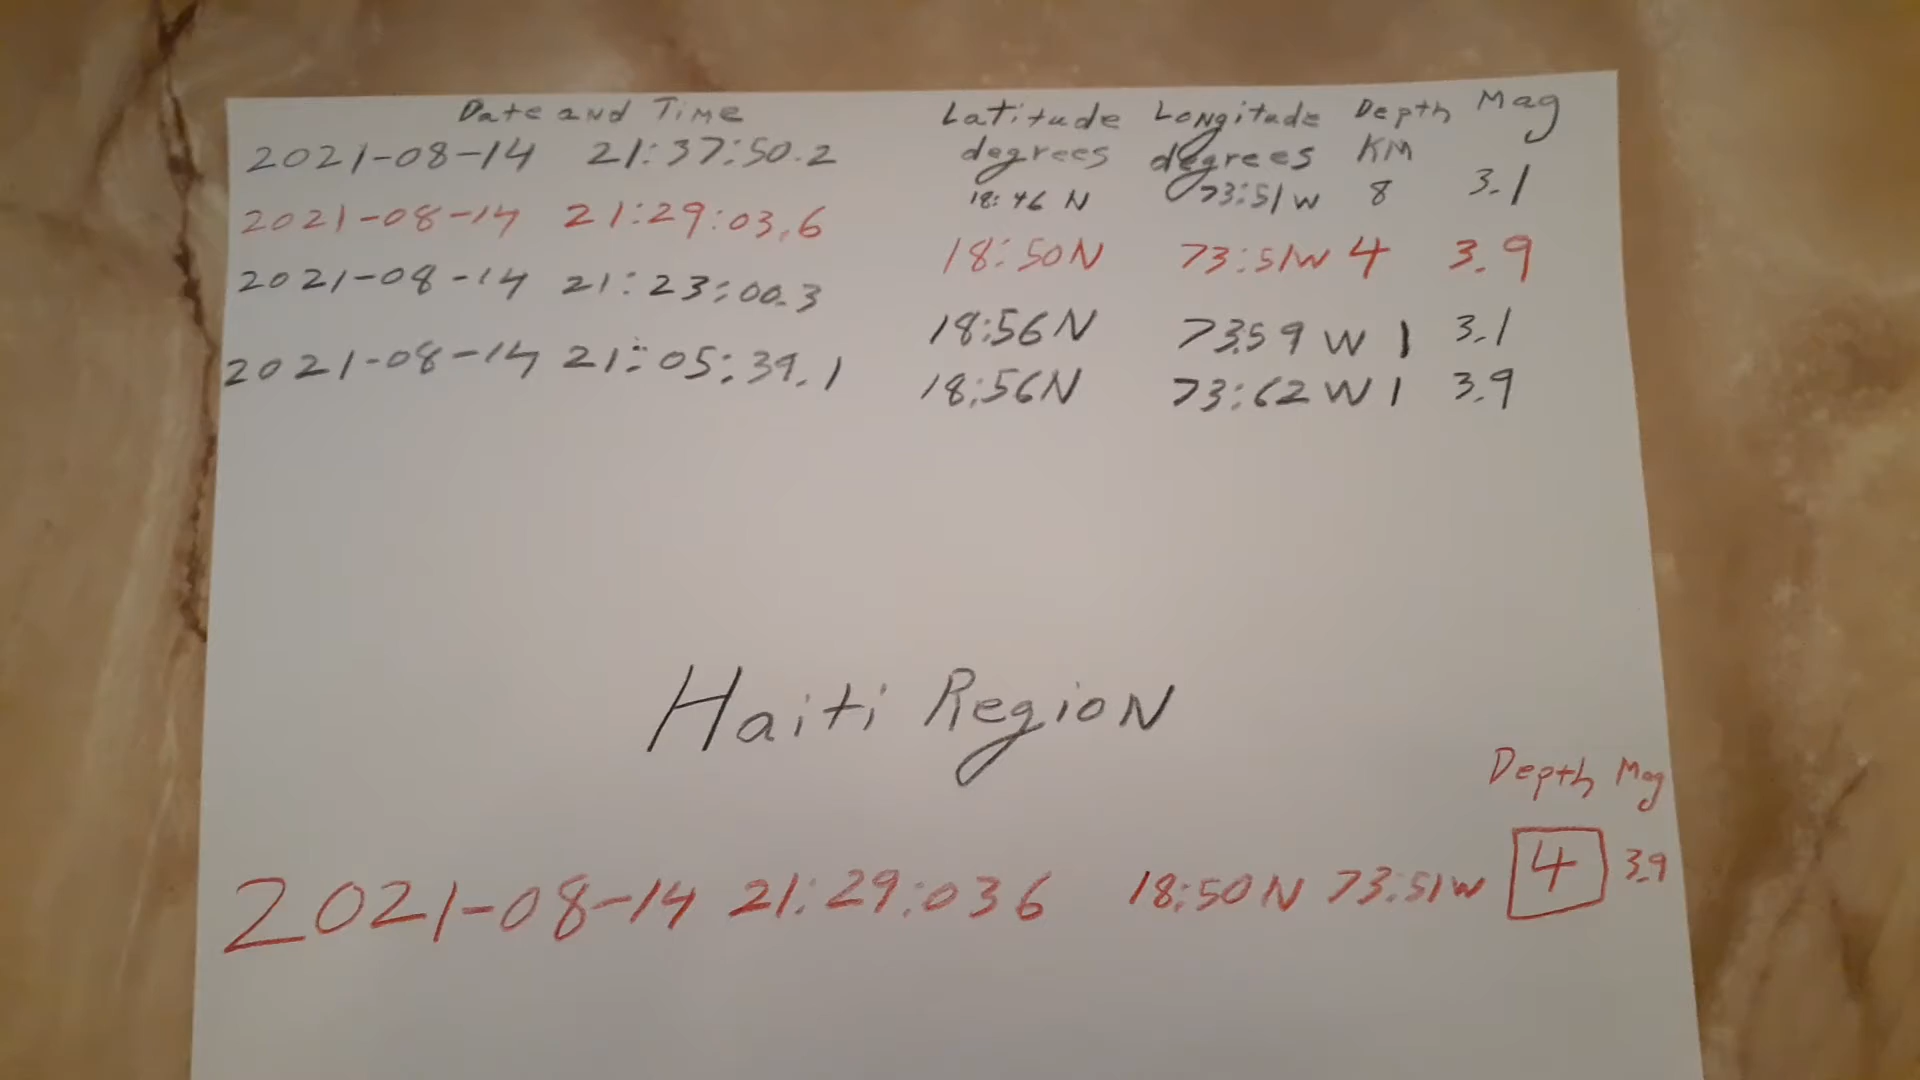 Date and Time Latitude degrees Longitude degrees Depth KM Mag
2021-08-14 21:37:50.2 18:46 N 73:51 W 8 3.1
2021-08-14 21:29:03.6 18:50N 73:51W 4 3.9
2021-08-14 21:23:00.3 18:56N 73.59 W 1 3.1
2021-08-14 21:05:39.1 18:56N 73:62 W 1 3.9
Haiti Region
Depth Mag
2021-08-14 21:29:03 6 18:50N 73:51W 4 3.9